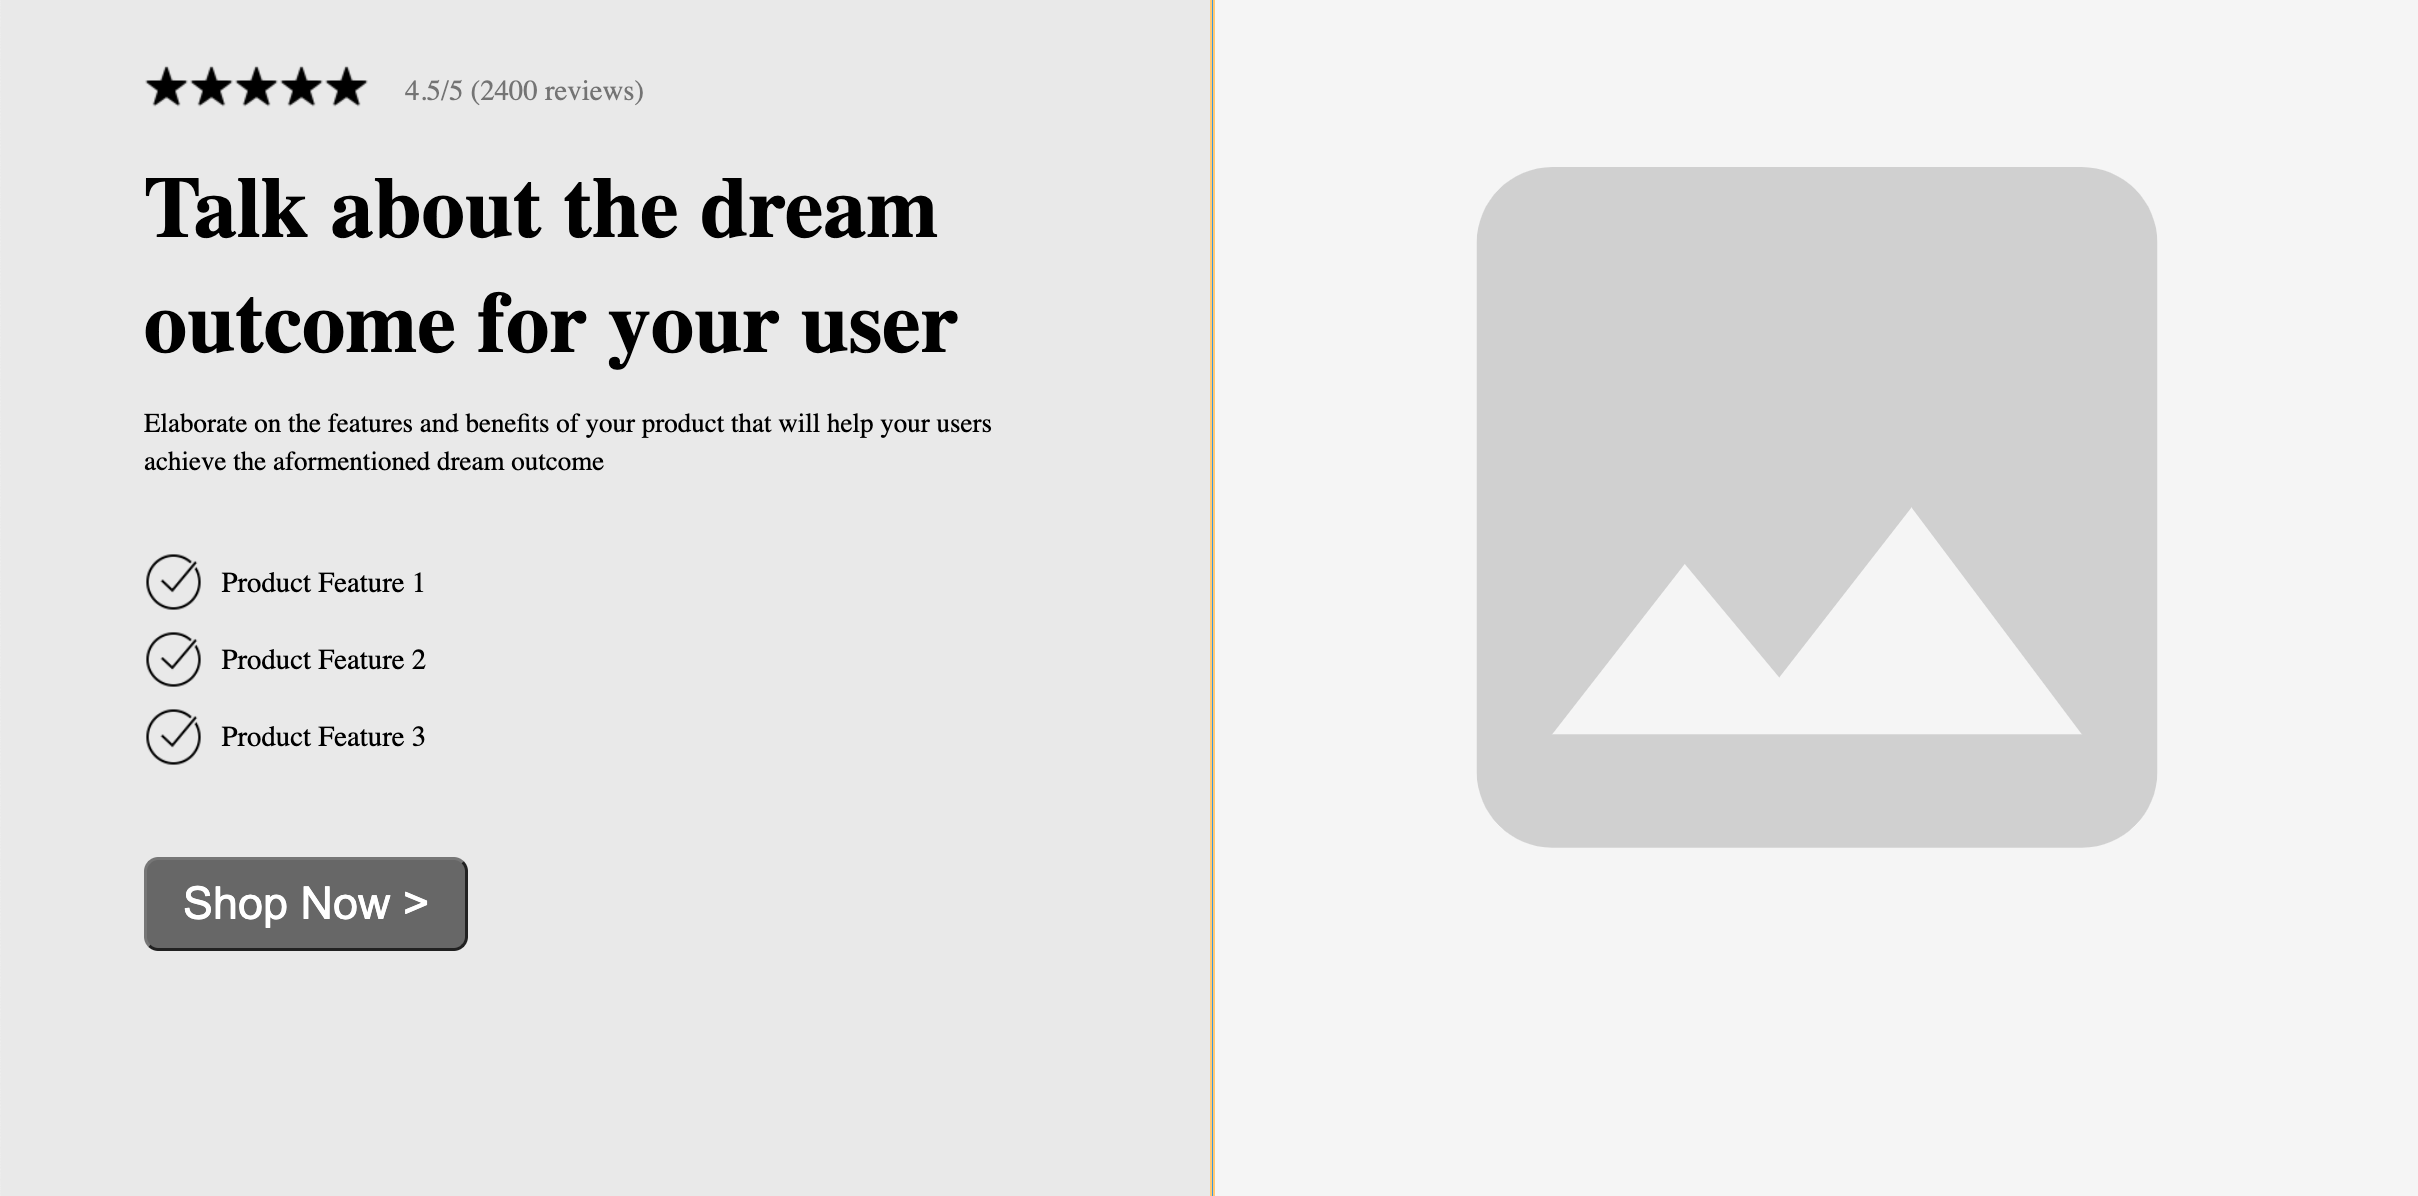 4.5/5 (2400 reviews)
Talk about the dream
outcome for your user
Elaborate on the features and benefits of your product that will help your users
achieve the aformentioned dream outcome
Product Feature 1
Product Feature 2
Product Feature 3
Shop Now >